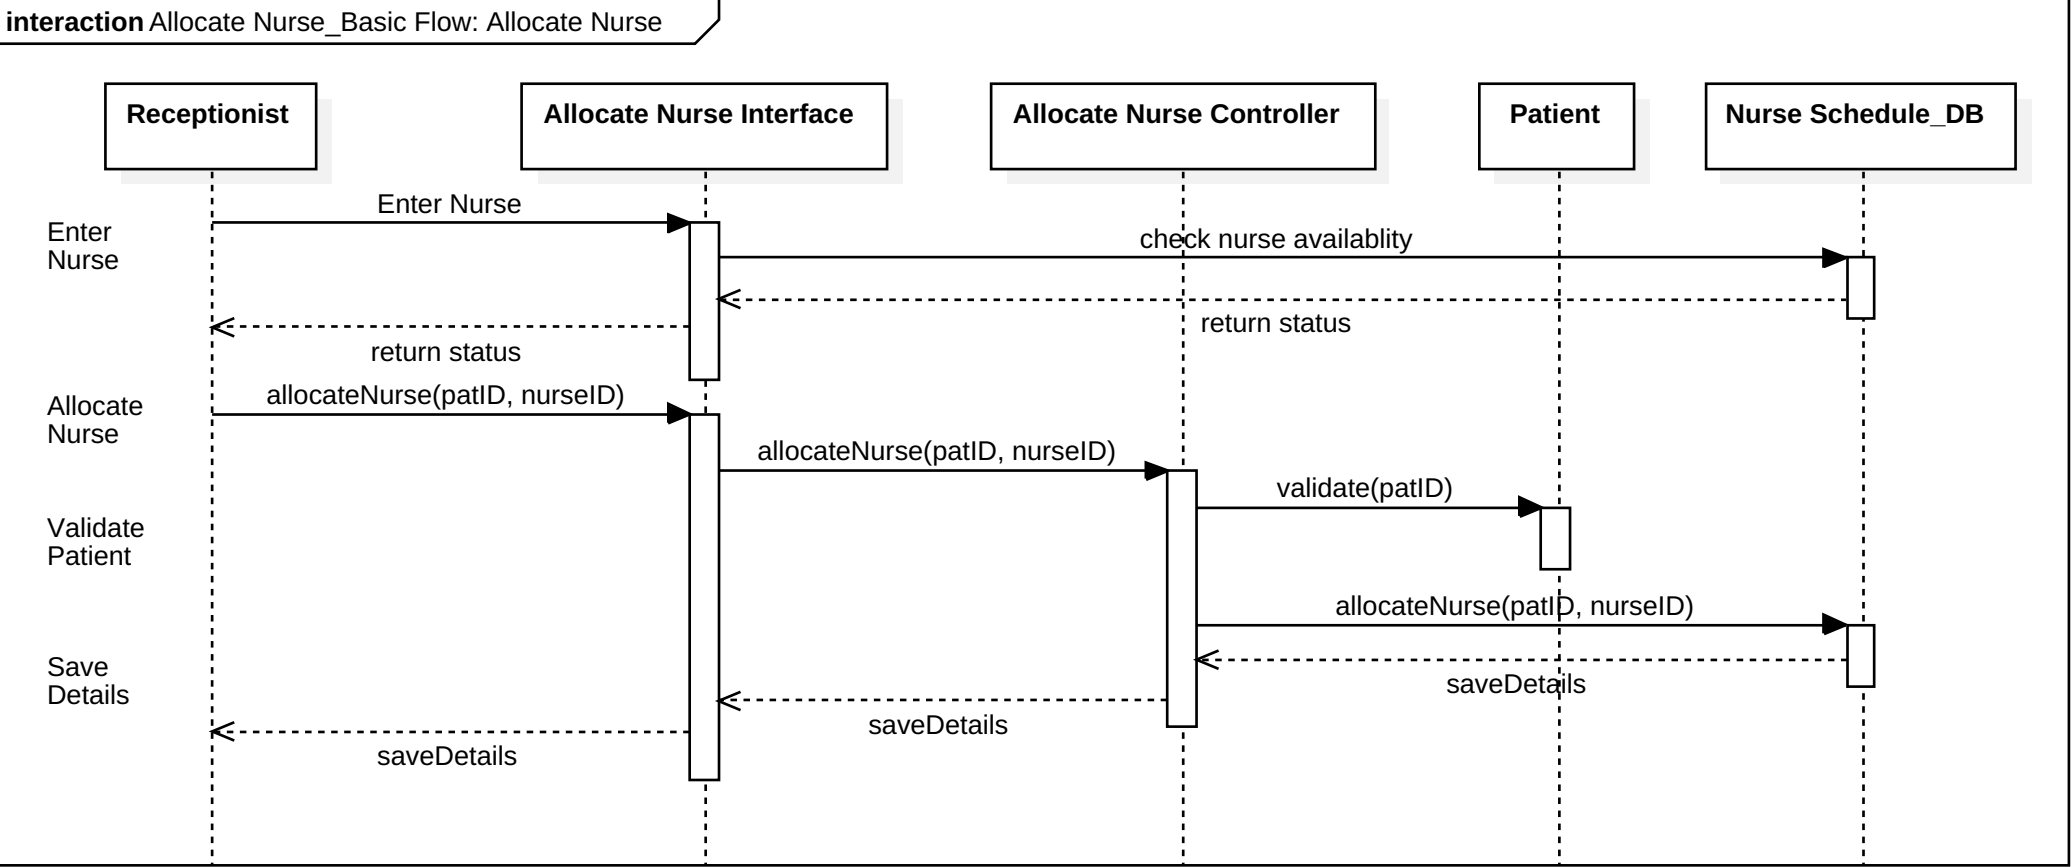 interaction Allocate Nurse_Basic Flow: Allocate Nurse
Receptionist
Allocate Nurse Interface
Allocate Nurse Controller
Patient
Nurse Schedule_DB
Enter Nurse
Enter
Nurse
check nurse availablity
return status
return status
allocateNurse(patID, nurseID)
Allocate
Nurse
allocateNurse(patID, nurseID)
validate(patID)
Validate
Patient
allocateNurse(patID, nurseID)
Save
Details
saveDetails
saveDetails
saveDetails